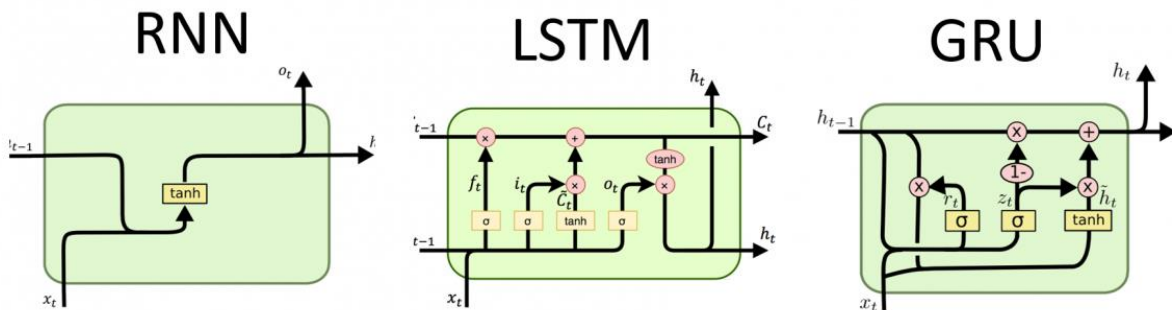 RNN
LSTM
GRU
o_t
tanh
x_t
h_t
C_t
tanh
f_t
i_t
o_t
C̃_t
σ
σ
tanh
σ
h_t
x_t
h_t
h_{t-1}
1-
r_t
z_t
h̃_t
σ
σ
tanh
x_t